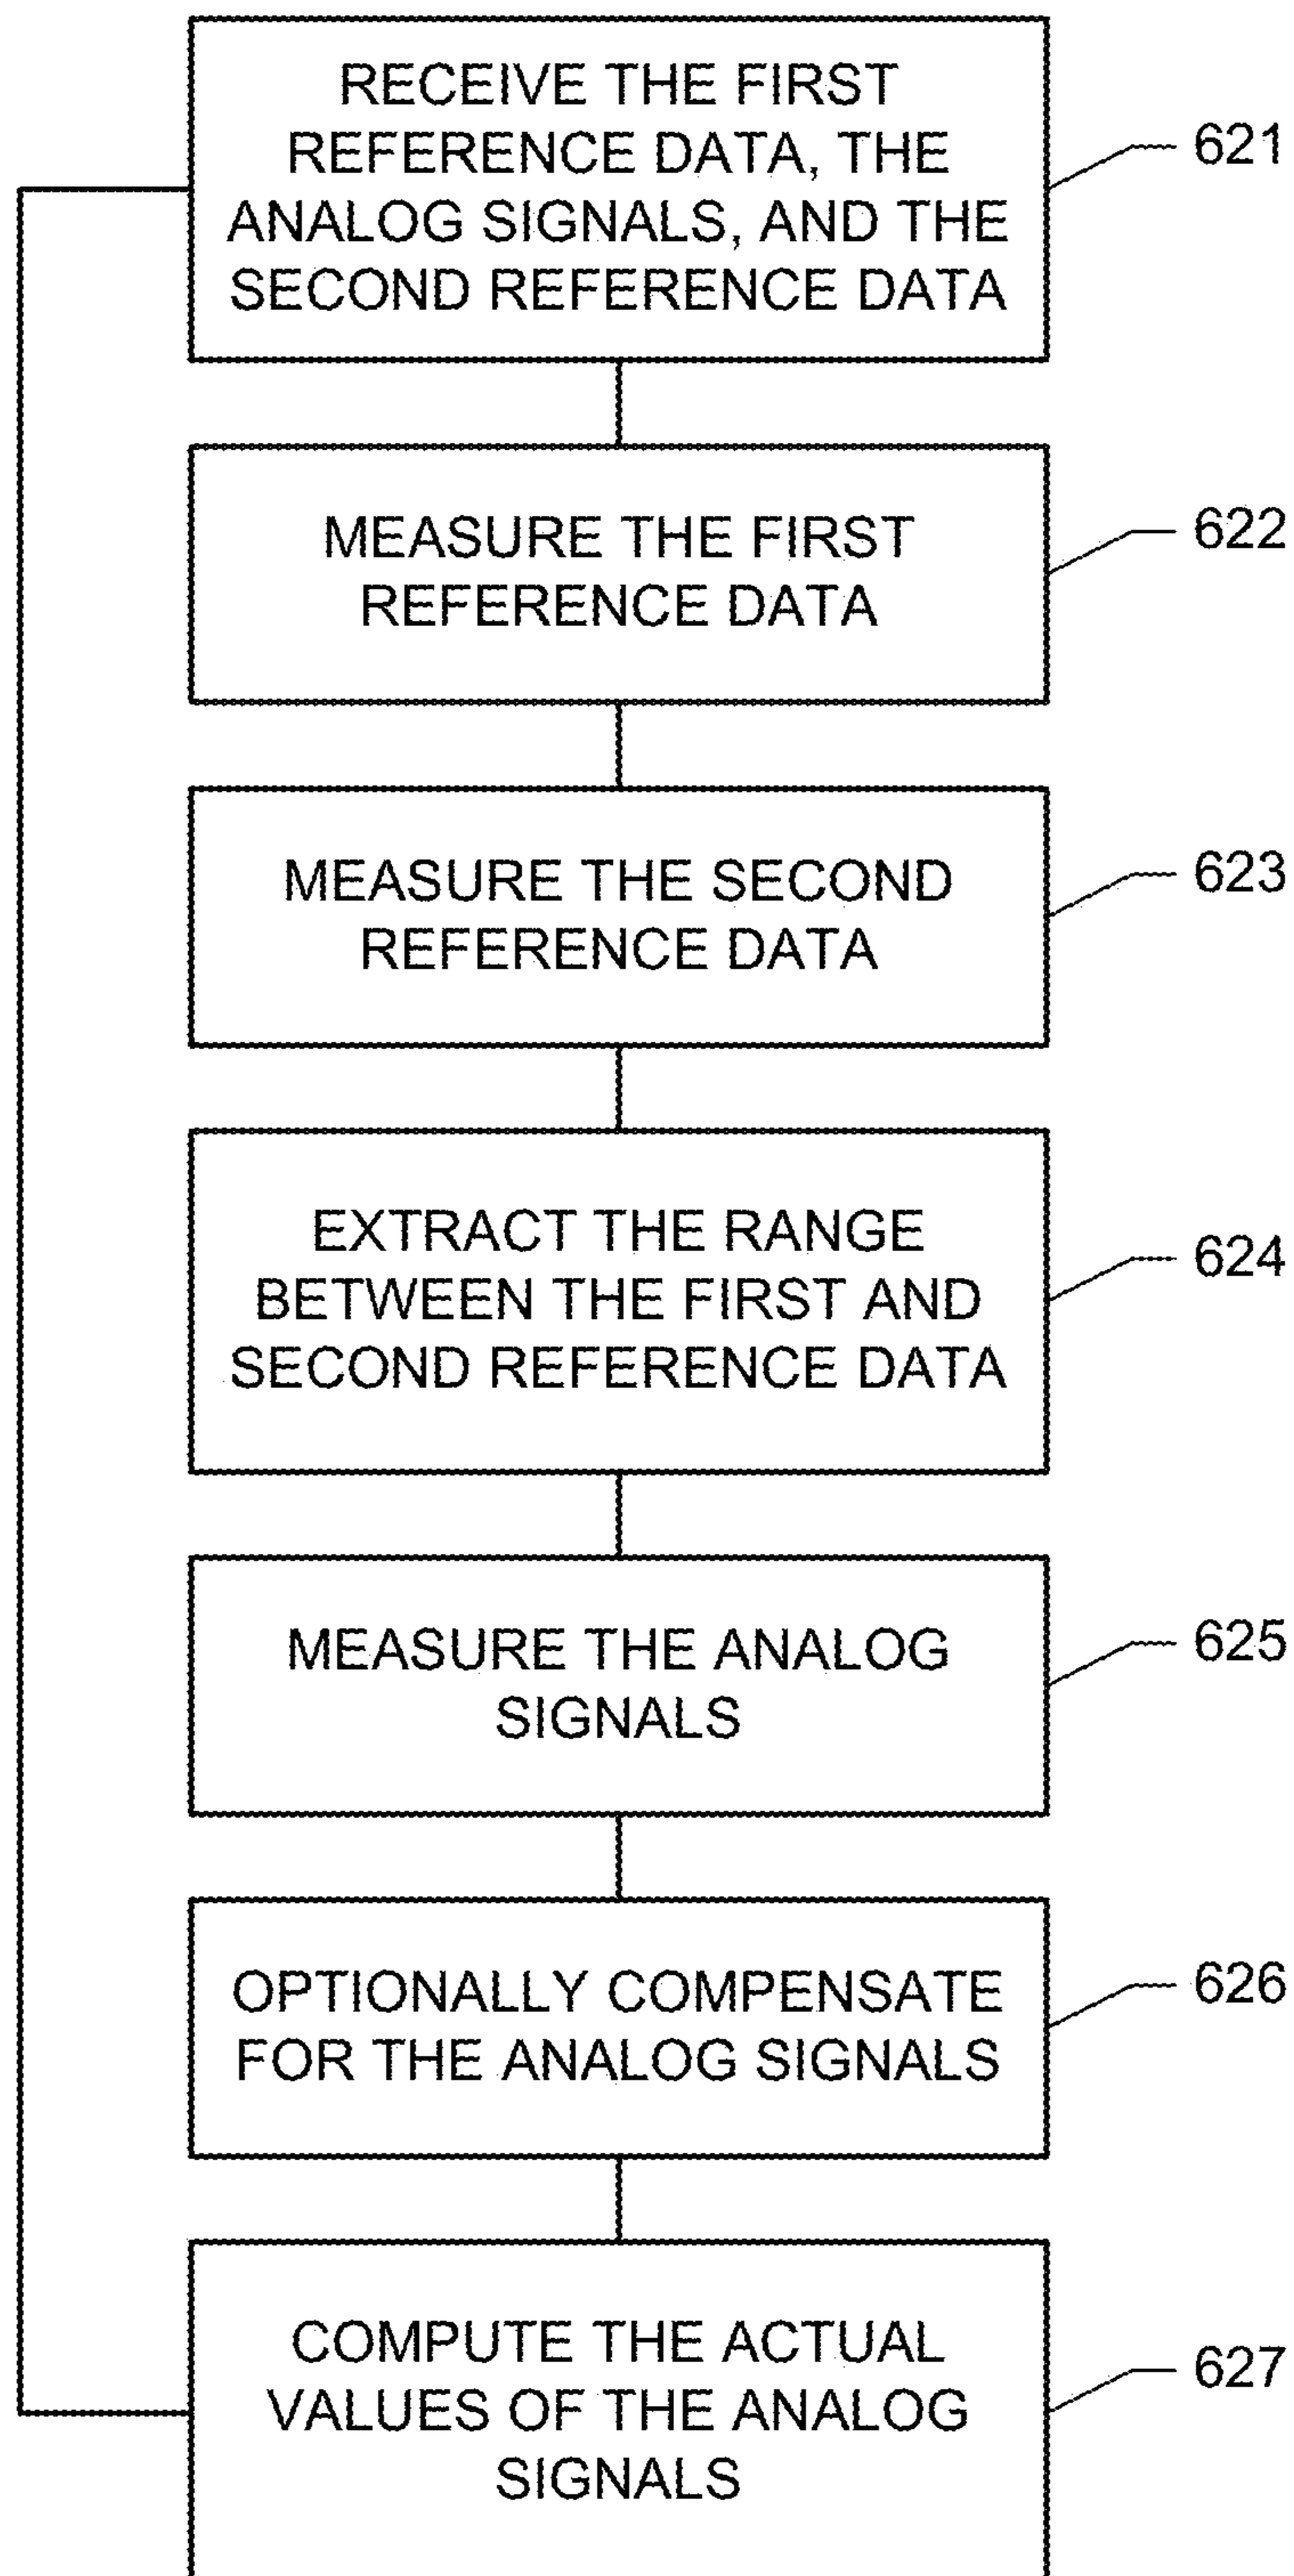 RECEIVE THE FIRST
REFERENCE DATA, THE
ANALOG SIGNALS, AND THE
SECOND REFERENCE DATA
621
MEASURE THE FIRST
REFERENCE DATA
622
MEASURE THE SECOND
REFERENCE DATA
623
EXTRACT THE RANGE
BETWEEN THE FIRST AND
SECOND REFERENCE DATA
624
MEASURE THE ANALOG
SIGNALS
625
OPTIONALLY COMPENSATE
FOR THE ANALOG SIGNALS
626
COMPUTE THE ACTUAL
VALUES OF THE ANALOG
SIGNALS
627